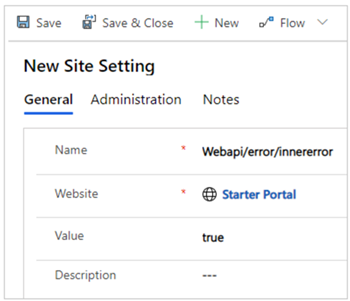 Save Save & Close New Flow
New Site Setting
General Administration Notes
Name * Webapi/error/innererror
Website * Starter Portal
Value true
Description ---